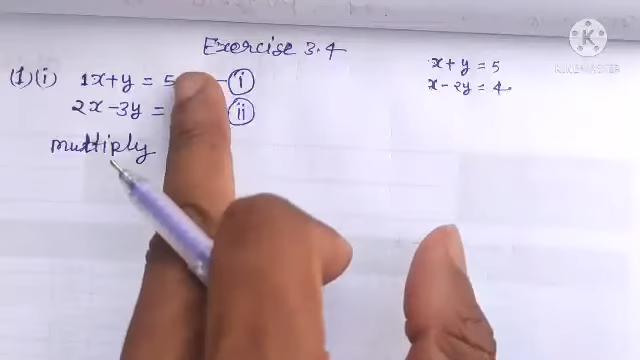 Exercise 3.4
(1)(i) 1x+y = 5 — (i)
2x-3y = (ii)
multiply
x+y = 5
x-2y = 4
KINEMASTER